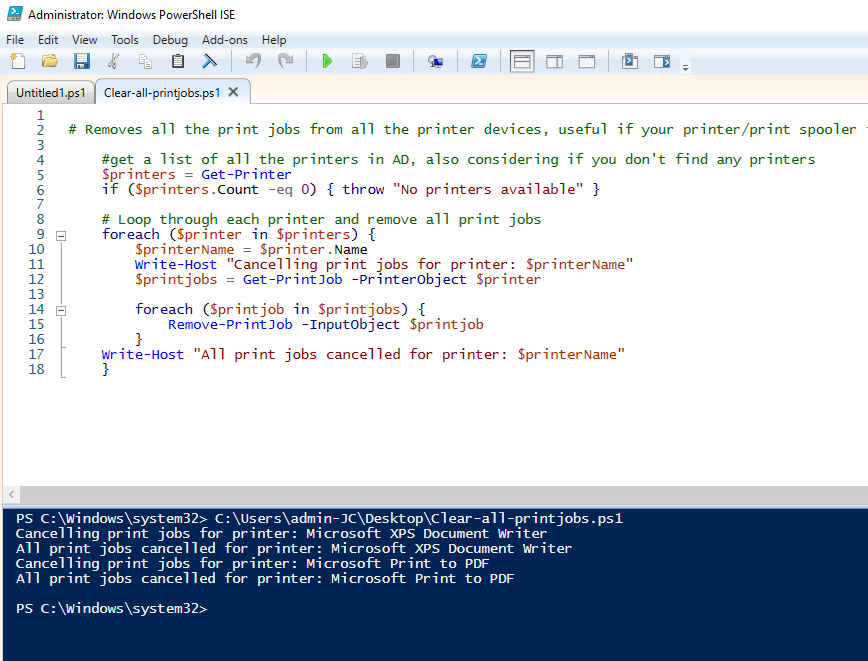 Administrator: Windows PowerShell ISE
File Edit View Tools Debug Add-ons Help
Untitled1.ps1 Clear-all-printjobs.ps1 X
1
2 # Removes all the print jobs from all the printer devices, useful if your printer/print spooler
3
4 #get a list of all the printers in AD, also considering if you don't find any printers
5 $printers = Get-Printer
6 if ($printers.Count -eq 0) { throw "No printers available" }
7
8 # Loop through each printer and remove all print jobs
9 foreach ($printer in $printers) {
10 $printerName = $printer.Name
11 Write-Host "Cancelling print jobs for printer: $printerName"
12 $printjobs = Get-PrintJob -PrinterObject $printer
13
14 foreach ($printjob in $printjobs) {
15 Remove-PrintJob -InputObject $printjob
16 }
17 Write-Host "All print jobs cancelled for printer: $printerName"
18 }
PS C:\Windows\system32> C:\Users\admin-JC\Desktop\Clear-all-printjobs.ps1
Cancelling print jobs for printer: Microsoft XPS Document Writer
All print jobs cancelled for printer: Microsoft XPS Document Writer
Cancelling print jobs for printer: Microsoft Print to PDF
All print jobs cancelled for printer: Microsoft Print to PDF
PS C:\Windows\system32>